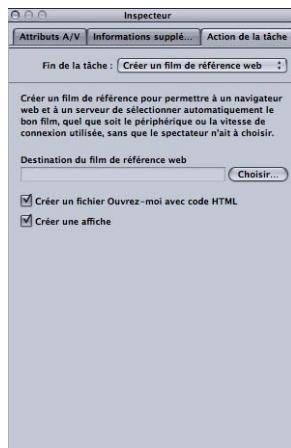 Inspecteur
Attributs A/V Informations supplé... Action de la tâche
Fin de la tâche : Créer un film de référence web
Créer un film de référence pour permettre à un navigateur
web et à un serveur de sélectionner automatiquement le
bon film, quel que soit le périphérique ou la vitesse de
connexion utilisée, sans que le spectateur n'ait à choisir.
Destination du film de référence web
Choisir...
Créer un fichier Ouvrez-moi avec code HTML
Créer une affiche